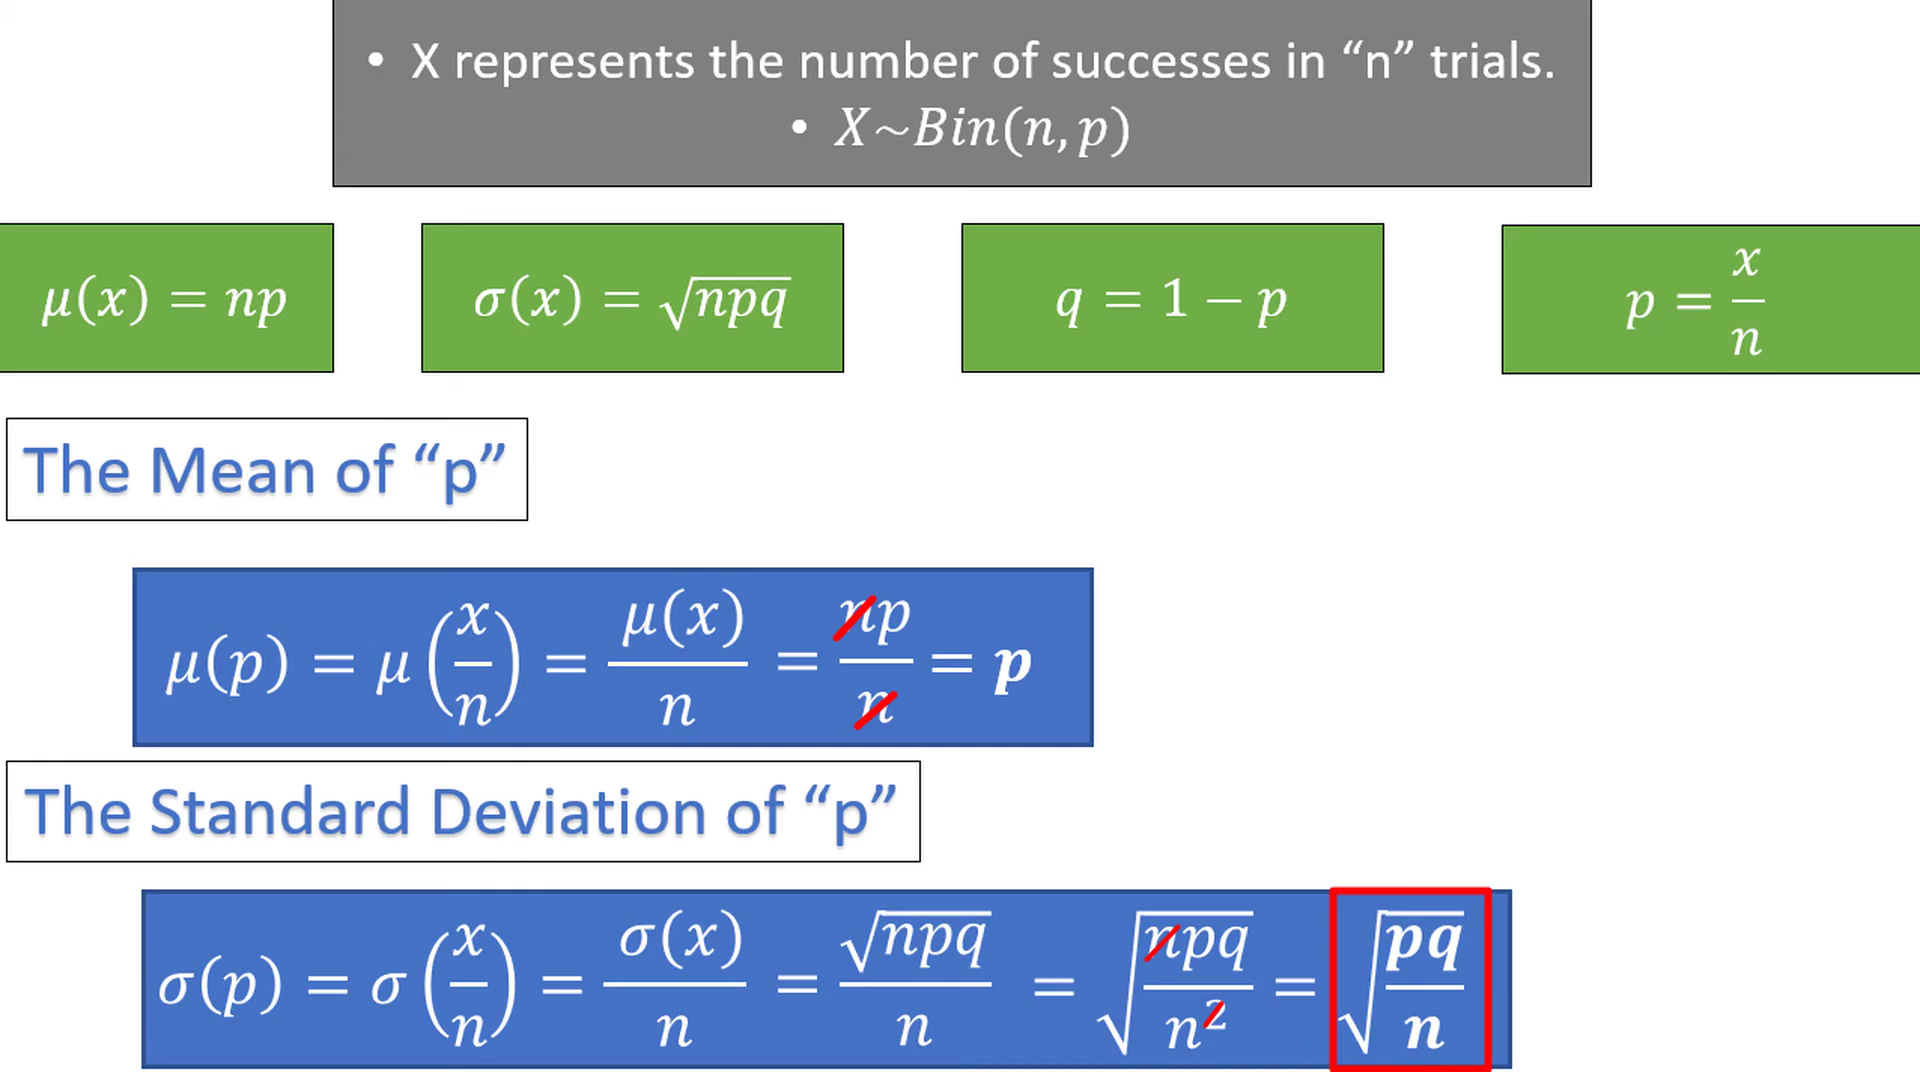 • X represents the number of successes in “n” trials.
• X~Bin(n, p)
μ(x) = np
σ(x) = √npq
q = 1 − p
p = x/n
The Mean of “p”
μ(p) = μ(x/n) = μ(x)/n = np/n = p
The Standard Deviation of “p”
σ(p) = σ(x/n) = σ(x)/n = √npq/n = √(npq/n²) = √(pq/n)